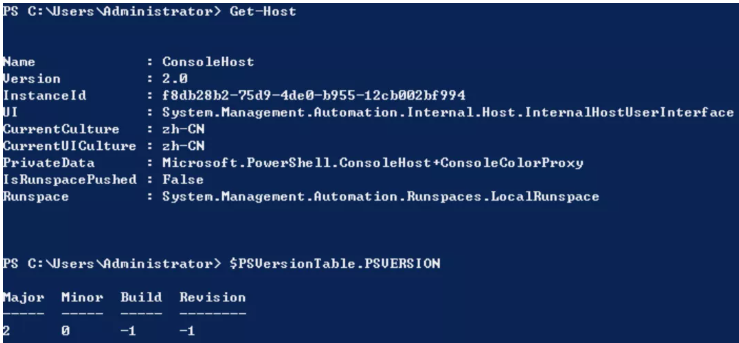 PS C:\Users\Administrator> Get-Host
Name             : ConsoleHost
Version          : 2.0
InstanceId       : f8db28b2-75d9-4de0-b955-12cb002bf994
UI               : System.Management.Automation.Internal.Host.InternalHostUserInterface
CurrentCulture   : zh-CN
CurrentUICulture : zh-CN
PrivateData      : Microsoft.PowerShell.ConsoleHost+ConsoleColorProxy
IsRunspacePushed : False
Runspace         : System.Management.Automation.Runspaces.LocalRunspace
PS C:\Users\Administrator> $PSVersionTable.PSVERSION
Major  Minor  Build  Revision
-----  -----  -----  --------
2      0      -1     -1